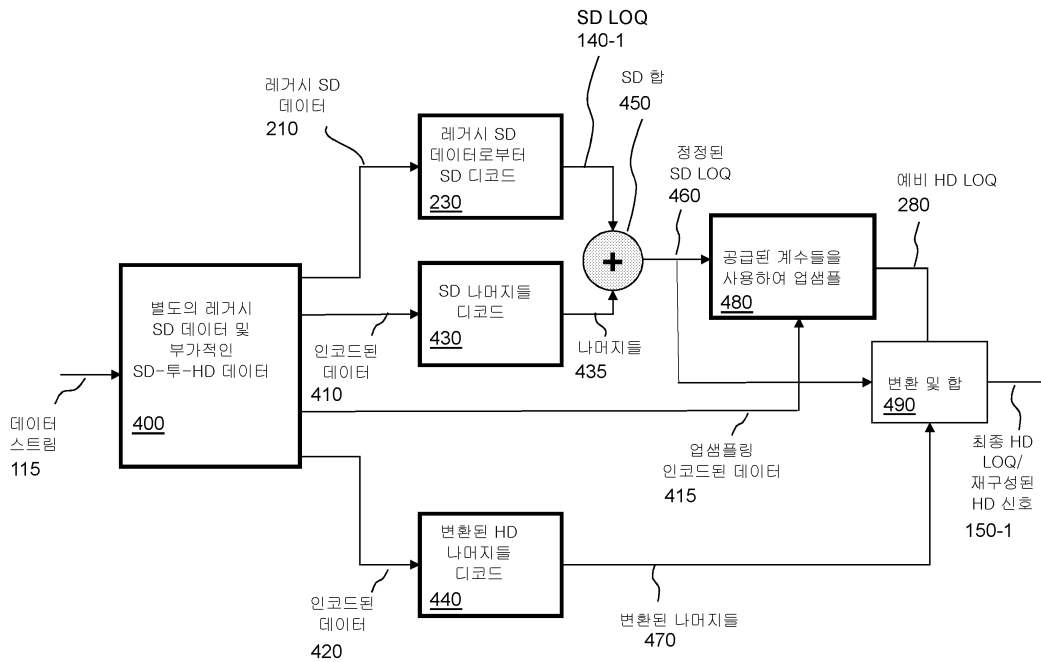 SD LOQ
140-1
SD 합
450
레거시 SD
데이터
210
레거시 SD
데이터로부터
SD 디코드
230
정정된
SD LOQ
460
예비 HD LOQ
280
+
공급된 계수들을
사용하여 업샘플
480
별도의 레거시
SD 데이터 및
부가적인
SD-투-HD 데이터
400
SD 나머지들
디코드
430
인코드된
데이터
410
나머지들
435
변환 및 합
490
데이터
스트림
115
업샘플링
인코드된 데이터
415
최종 HD
LOQ/
재구성된
HD 신호
150-1
변환된 HD
나머지들
디코드
440
인코드된
데이터
420
변환된 나머지들
470